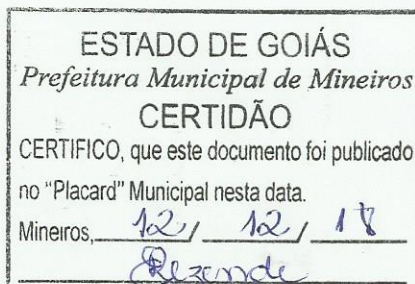 ESTADO DE GOIÁS
Prefeitura Municipal de Mineiros
CERTIDÃO
CERTIFICO, que este documento foi publicado
no “Placard” Municipal nesta data.
Mineiros, 12 / 12 / 18
Rezende